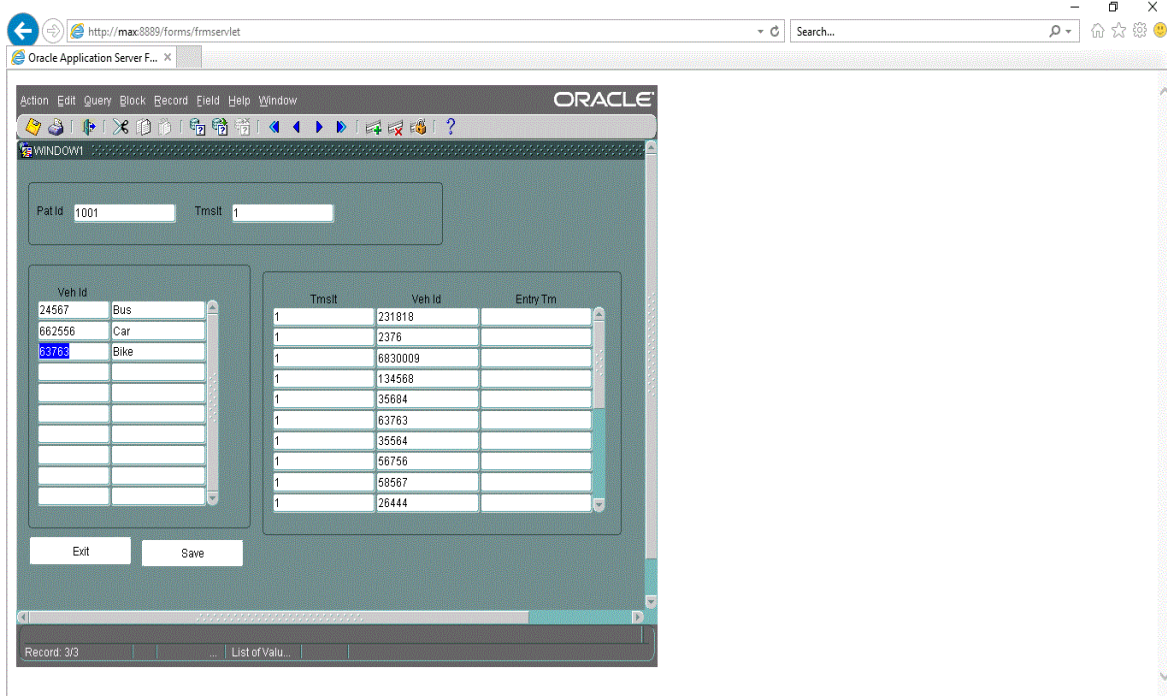 http://max:8889/forms/frmservlet
Search...
Oracle Application Server F...
Action Edit Query Block Record Field Help Window
ORACLE
WINDOW1
Pat Id 1001 Tmslt 1
Veh Id
24567 Bus
662556 Car
63763 Bike
Tmslt Veh Id Entry Tm
1 231818
1 2376
1 6830009
1 134568
1 35684
1 63763
1 35564
1 56756
1 58567
1 26444
Exit Save
Record: 3/3 ... List of Valu...